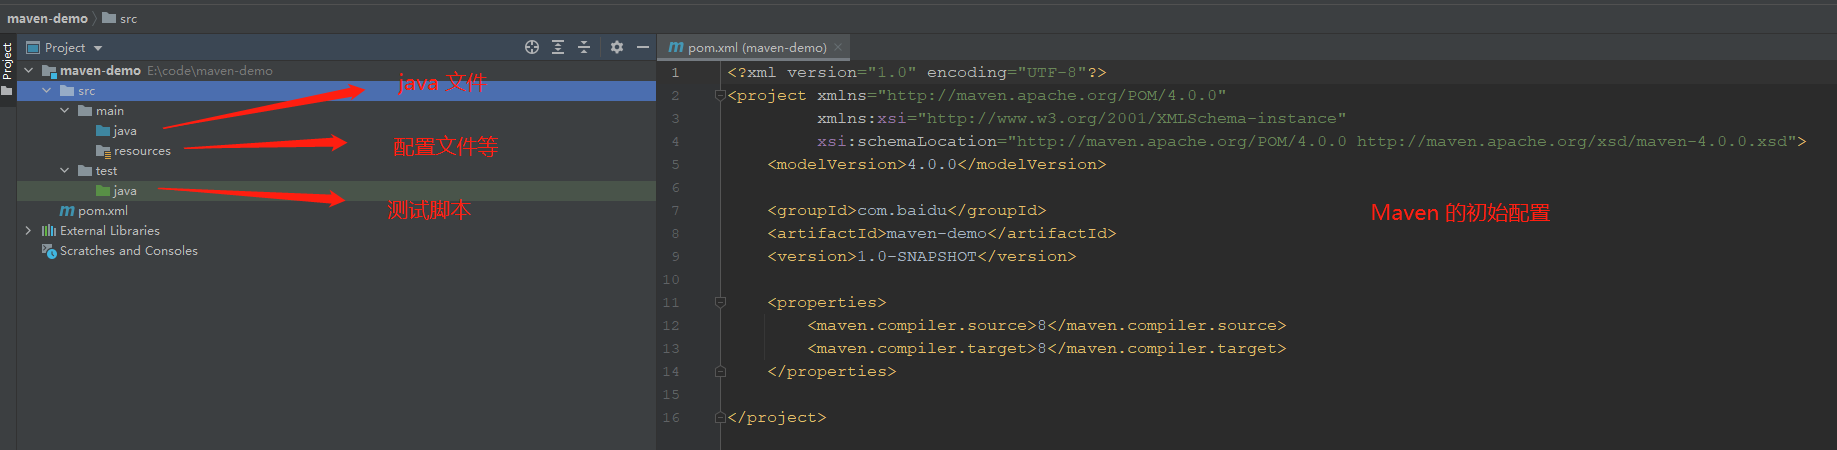 maven-demo src
Project
Project
maven-demo E:\code\maven-demo
src
java 文件
main
java
resources
配置文件等
test
java
测试脚本
pom.xml
External Libraries
Scratches and Consoles
pom.xml (maven-demo)
1 <?xml version="1.0" encoding="UTF-8"?>
2 <project xmlns="http://maven.apache.org/POM/4.0.0"
3 xmlns:xsi="http://www.w3.org/2001/XMLSchema-instance"
4 xsi:schemaLocation="http://maven.apache.org/POM/4.0.0 http://maven.apache.org/xsd/maven-4.0.0.xsd">
5 <modelVersion>4.0.0</modelVersion>
6
7 <groupId>com.baidu</groupId>
8 <artifactId>maven-demo</artifactId>
9 <version>1.0-SNAPSHOT</version>
10
11 <properties>
12 <maven.compiler.source>8</maven.compiler.source>
13 <maven.compiler.target>8</maven.compiler.target>
14 </properties>
15
16 </project>
Maven 的初始配置